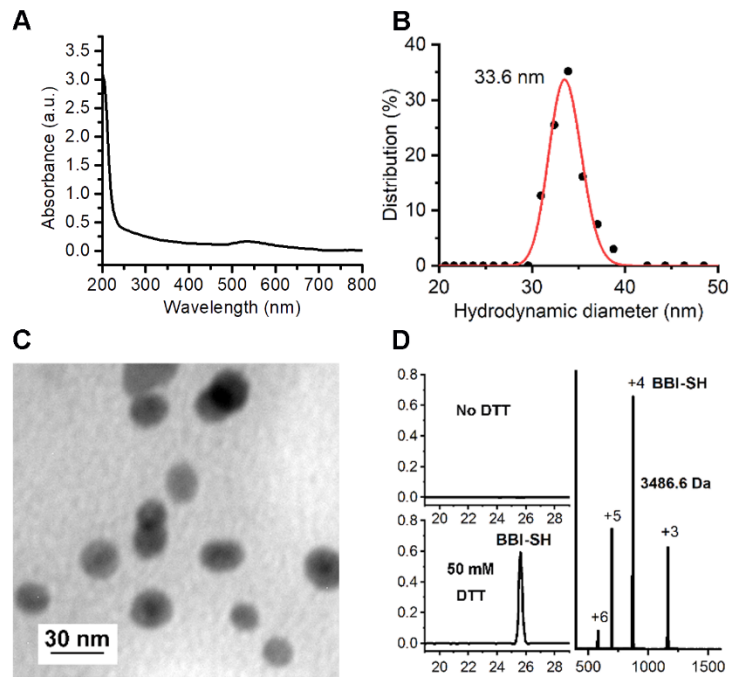 A
Absorbance (a.u.)
3.5
3.0
2.5
2.0
1.5
1.0
0.5
0.0
200 300 400 500 600 700 800
Wavelength (nm)
B
Distribution (%)
40
30
20
10
0
33.6 nm
20 30 40 50
Hydrodynamic diameter (nm)
C
30 nm
D
0.8
0.6
0.4
0.2
0.0
No DTT
20 22 24 26 28
0.8
0.6
0.4
0.2
0.0
BBI-SH
50 mM
DTT
20 22 24 26 28
+4 BBI-SH
3486.6 Da
+5
+3
+6
500 1000 1500